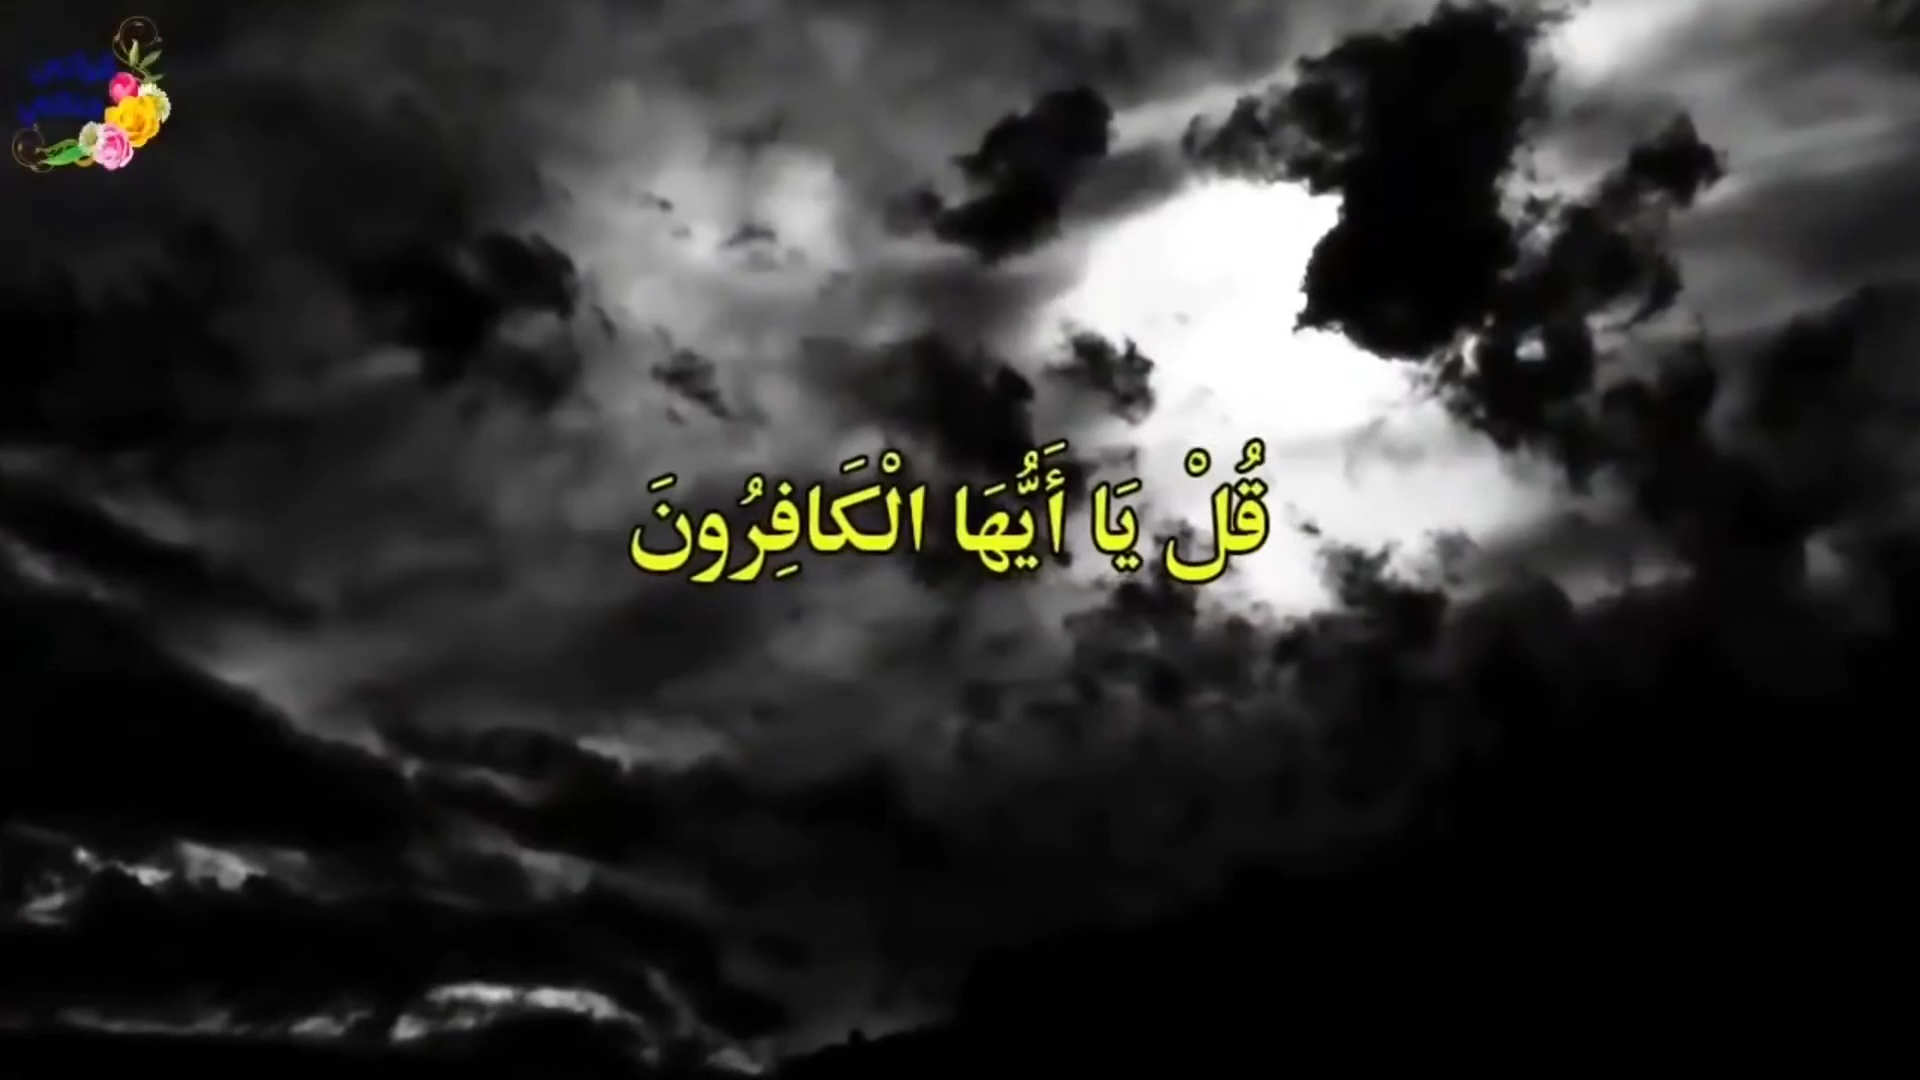 قُلْ يَا أَيُّهَا الْكَافِرُونَ